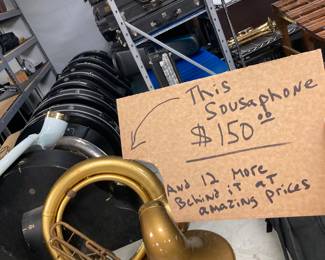 This
Sousaphone
$150.00
And 12 More
Behind it at
amazing prices